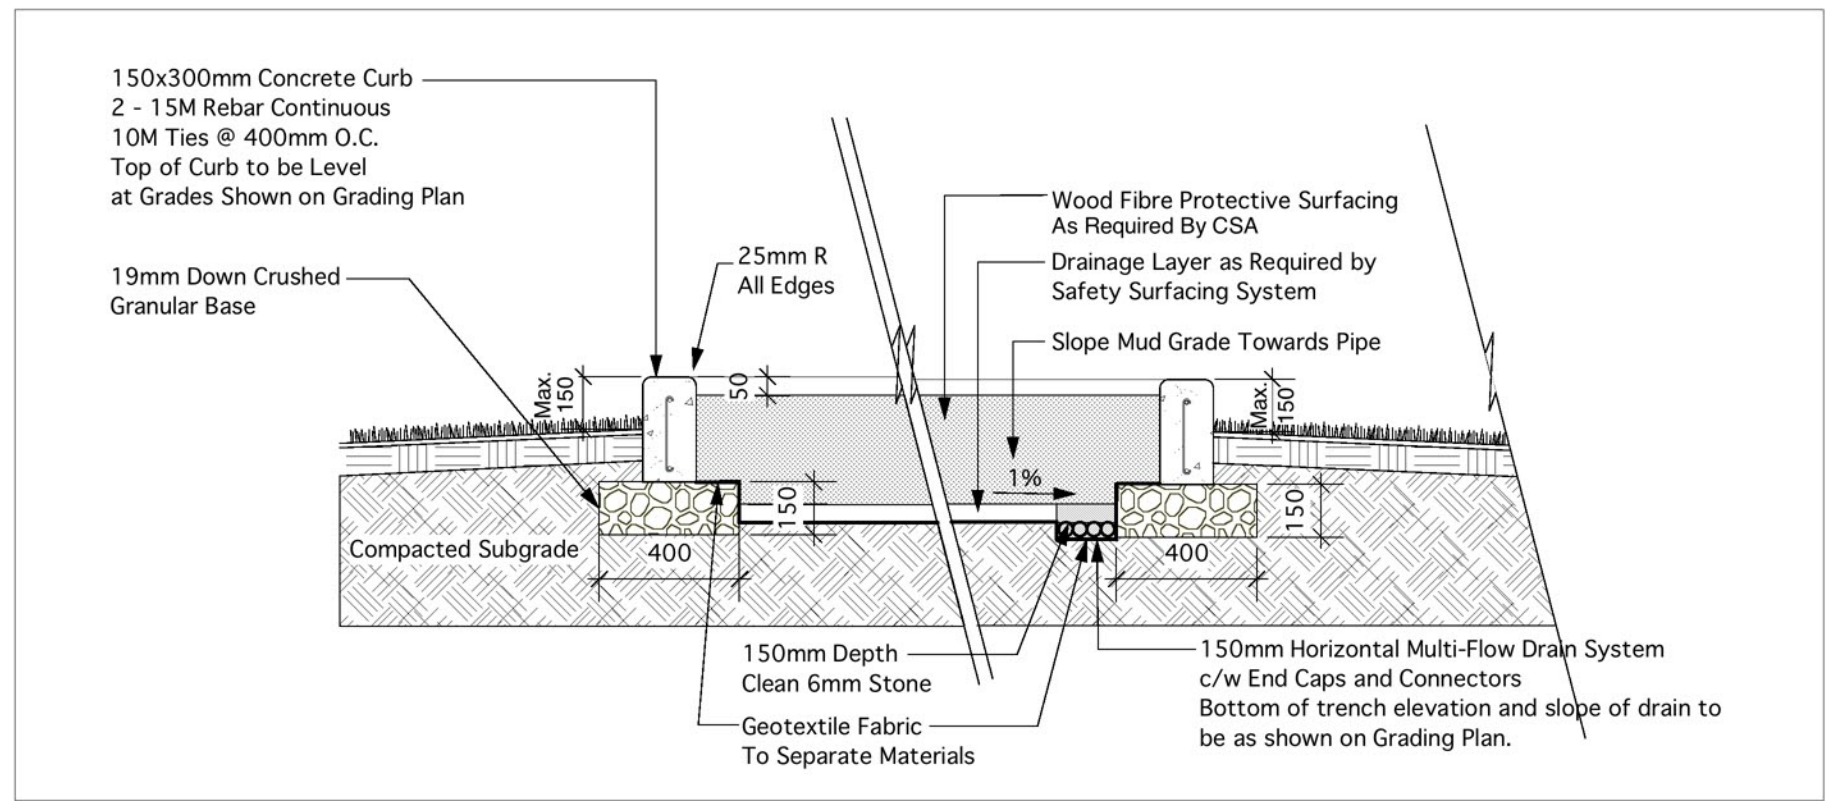 150x300mm Concrete Curb
2 - 15M Rebar Continuous
10M Ties @ 400mm O.C.
Top of Curb to be Level
at Grades Shown on Grading Plan
19mm Down Crushed
Granular Base
25mm R
All Edges
Wood Fibre Protective Surfacing
As Required By CSA
Drainage Layer as Required by
Safety Surfacing System
Slope Mud Grade Towards Pipe
Max.
150
50
Max.
150
1%
150
150
Compacted Subgrade
400
400
150mm Depth
Clean 6mm Stone
Geotextile Fabric
To Separate Materials
150mm Horizontal Multi-Flow Drain System
c/w End Caps and Connectors
Bottom of trench elevation and slope of drain to
be as shown on Grading Plan.